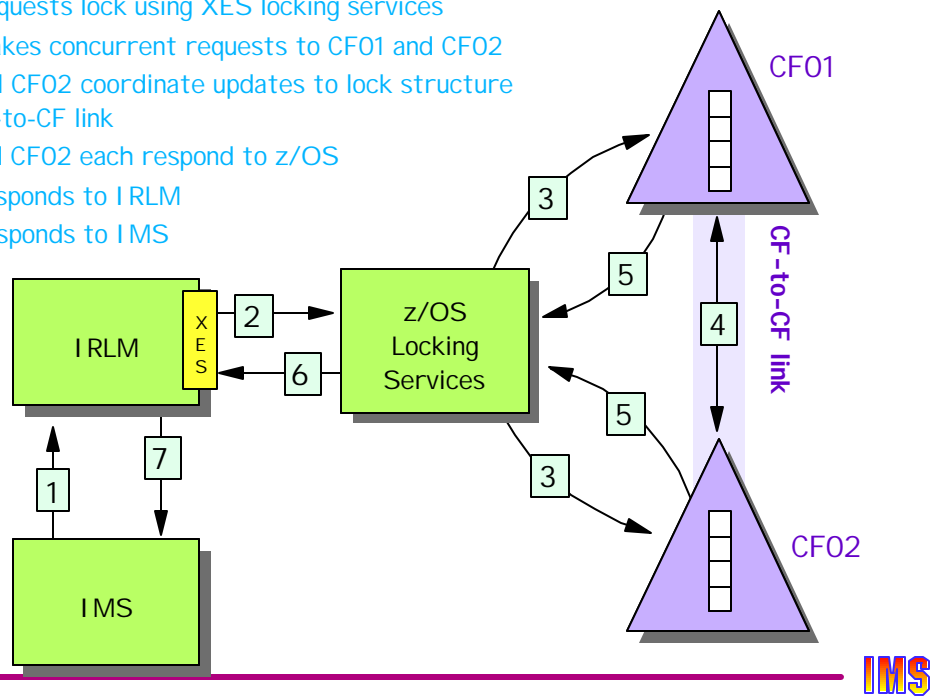 quests lock using XES locking services
akes concurrent requests to CF01 and CF02
d CF02 coordinate updates to lock structure
-to-CF link
d CF02 each respond to z/OS
sponds to IRLM
sponds to IMS
CF01
3
5
CF-to-CF link
4
IRLM
XES
2
6
z/OS
Locking
Services
5
3
7
1
CF02
IMS
IMS